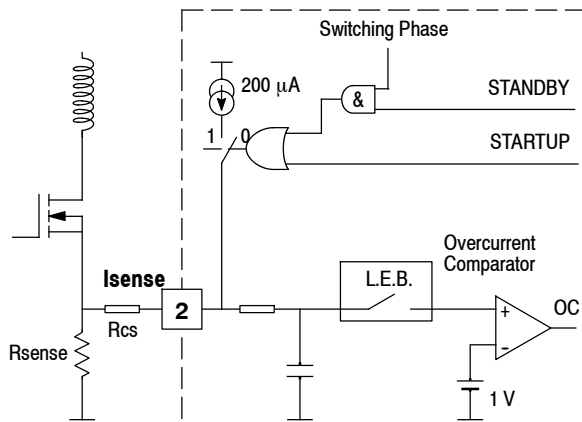 Switching Phase
200 μA
&
STANDBY
1 0
STARTUP
Overcurrent
Comparator
Isense
L.E.B.
2
+
OC
Rcs
-
Rsense
1 V